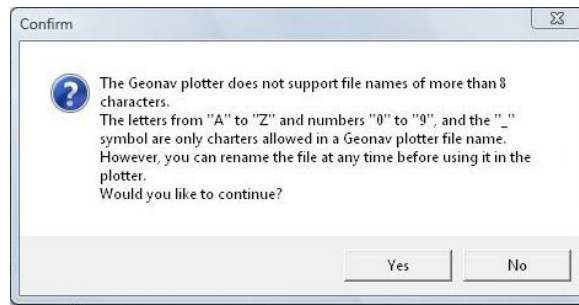 Confirm
The Geonav plotter does not support file names of more than 8
characters.
The letters from "A" to "Z" and numbers "0" to "9", and the "_"
symbol are only charters allowed in a Geonav plotter file name.
However, you can rename the file at any time before using it in the
plotter.
Would you like to continue?
Yes No